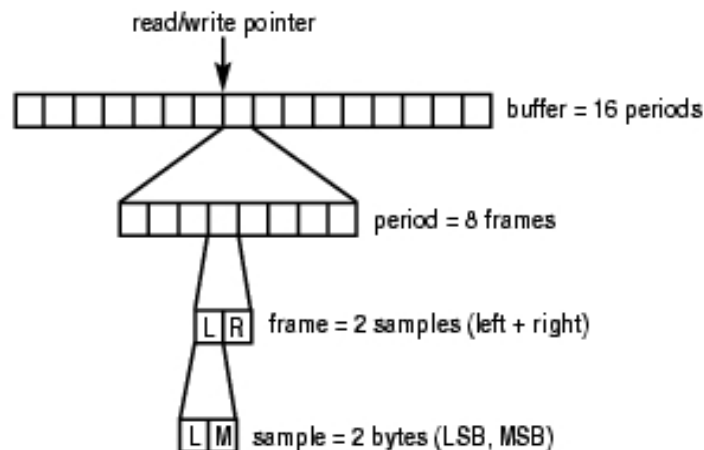 read/write pointer
buffer = 16 periods
period = 8 frames
L R frame = 2 samples (left + right)
L M sample = 2 bytes (LSB, MSB)